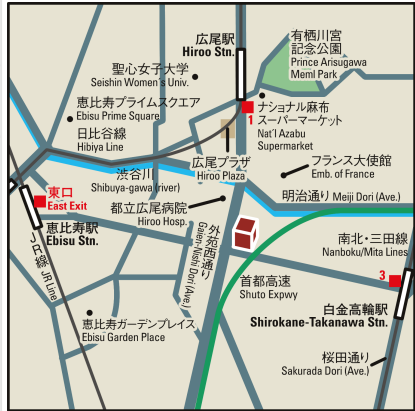 広尾駅
Hiroo Stn.
有栖川宮
記念公園
Prince Arisugawa
Meml Park
聖心女子大学
Seishin Women's Univ.
恵比寿プライムスクエア
Ebisu Prime Square
1
ナショナル麻布
スーパーマーケット
Nat'l Azabu
Supermarket
日比谷線
Hibiya Line
広尾プラザ
Hiroo Plaza
フランス大使館
Emb. of France
渋谷川
Shibuya-gawa (river)
明治通り Meiji Dori (Ave.)
東口
East Exit
都立広尾病院
Hiroo Hosp.
外苑西通り
Gaien-Nishi Dori (Ave.)
恵比寿駅
Ebisu Stn.
JR線
JR Line
南北・三田線
Nanboku/Mita Lines
首都高速
Shuto Expwy
3
白金高輪駅
Shirokane-Takanawa Stn.
恵比寿ガーデンプレイス
Ebisu Garden Place
桜田通り
Sakurada Dori (Ave.)